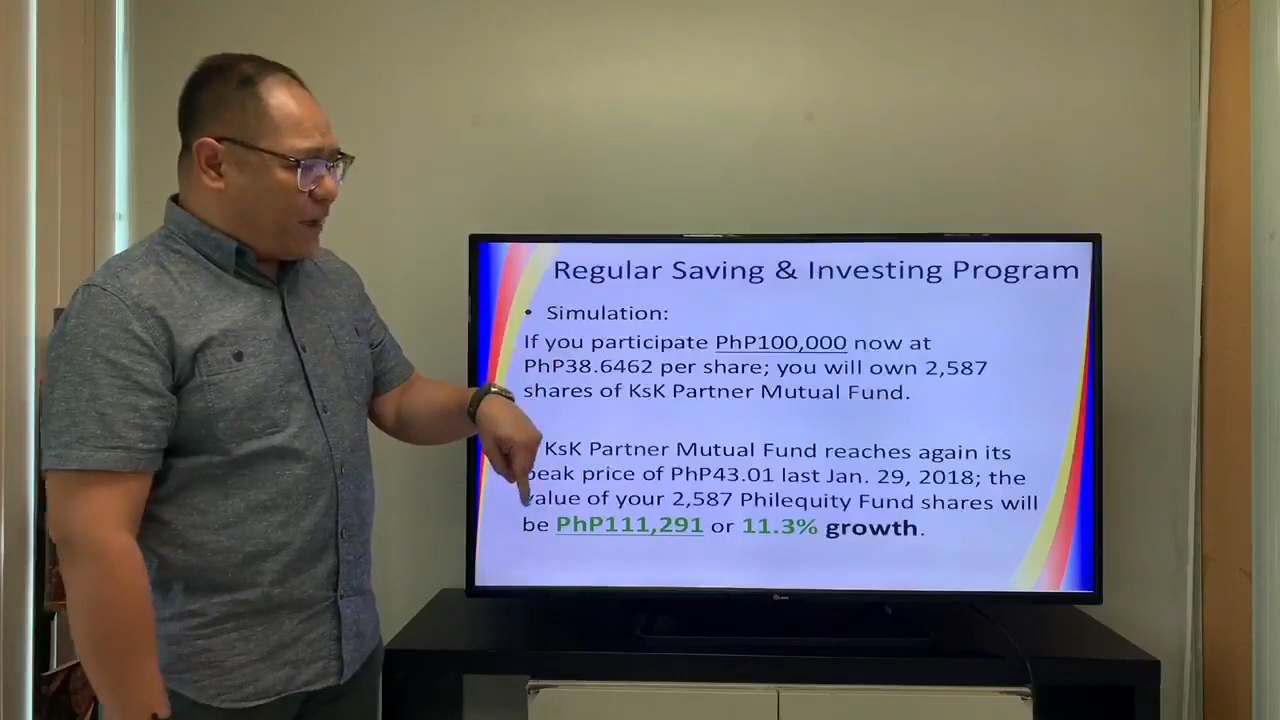 Regular Saving & Investing Program
• Simulation:
If you participate PhP100,000 now at
PhP38.6462 per share; you will own 2,587
shares of KsK Partner Mutual Fund.
KsK Partner Mutual Fund reaches again its
peak price of PhP43.01 last Jan. 29, 2018; the
value of your 2,587 Philequity Fund shares will
be PhP111,291 or 11.3% growth.